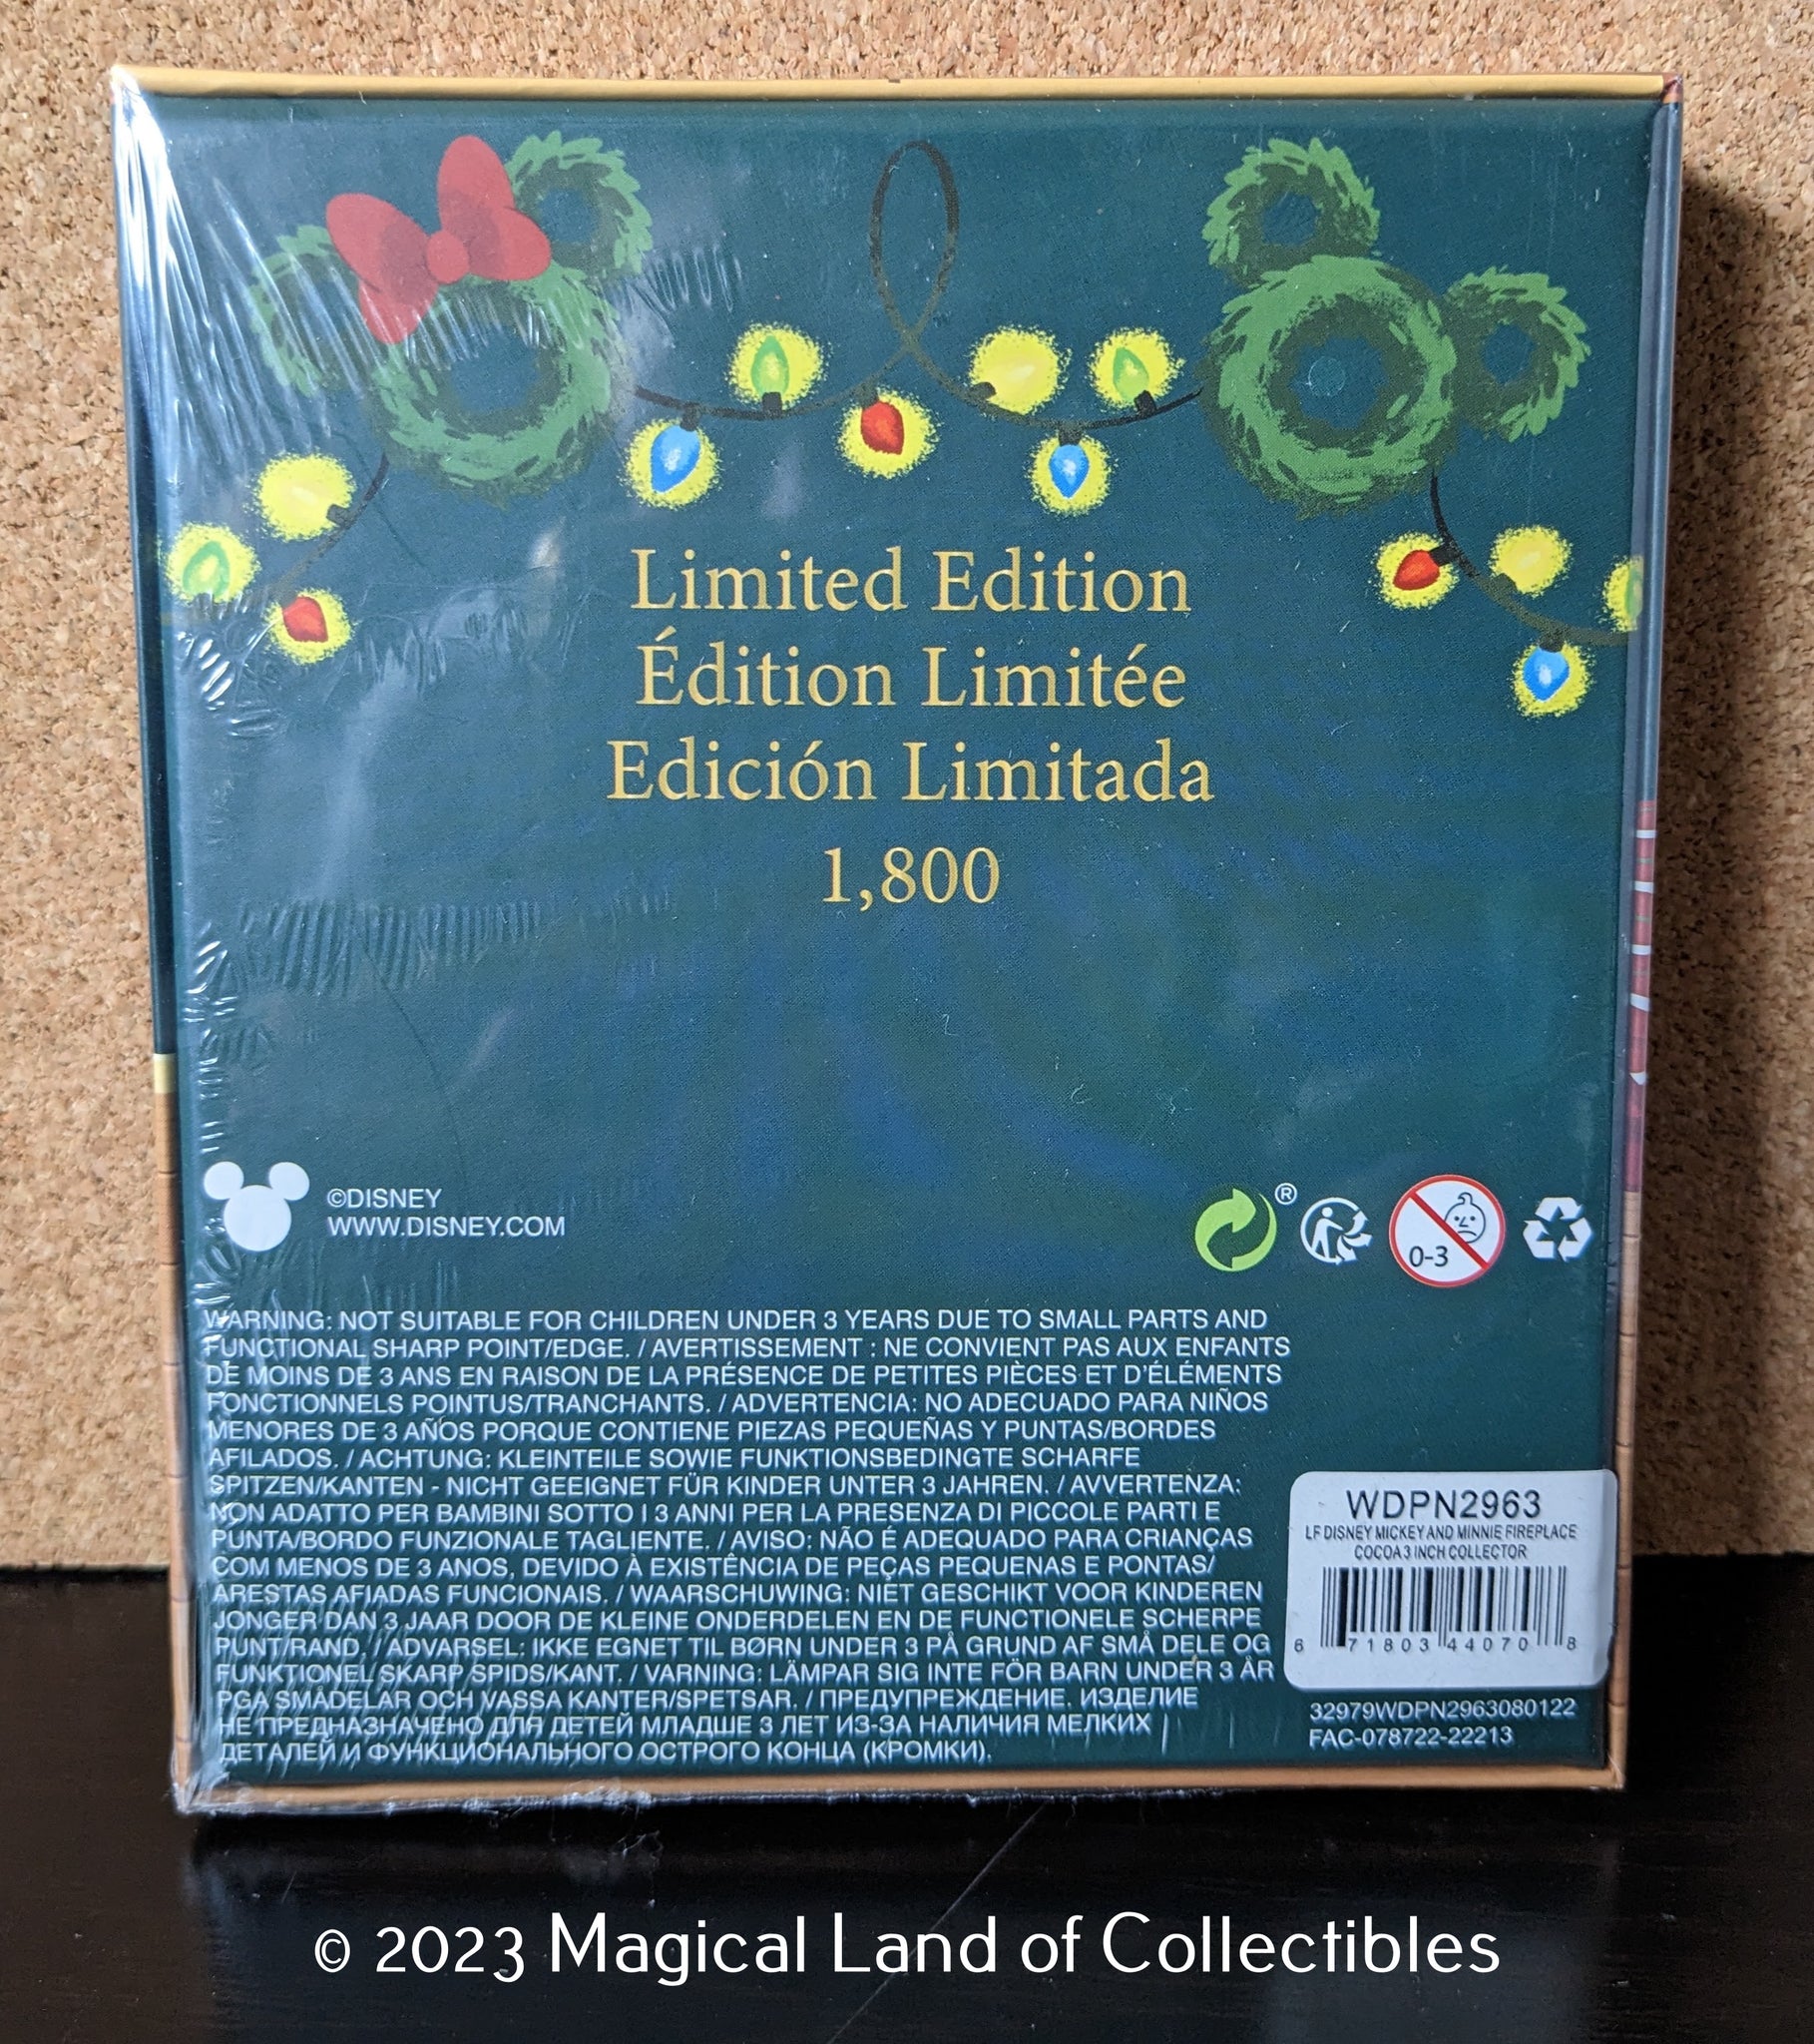 Limited Edition
Édition Limitée
Edición Limitada
1,800
©DISNEY
WWW.DISNEY.COM
®
0-3
WARNING: NOT SUITABLE FOR CHILDREN UNDER 3 YEARS DUE TO SMALL PARTS AND
FUNCTIONAL SHARP POINT/EDGE. / AVERTISSEMENT : NE CONVIENT PAS AUX ENFANTS
DE MOINS DE 3 ANS EN RAISON DE LA PRÉSENCE DE PETITES PIÈCES ET D'ÉLÉMENTS
FONCTIONNELS POINTUS/TRANCHANTS. / ADVERTENCIA: NO ADECUADO PARA NIÑOS
MENORES DE 3 AÑOS PORQUE CONTIENE PIEZAS PEQUEÑAS Y PUNTAS/BORDES
AFILADOS. / ACHTUNG: KLEINTEILE SOWIE FUNKTIONSBEDINGTE SCHARFE
SPITZEN/KANTEN - NICHT GEEIGNET FÜR KINDER UNTER 3 JAHREN. / AVVERTENZA:
NON ADATTO PER BAMBINI SOTTO I 3 ANNI PER LA PRESENZA DI PICCOLE PARTI E
PUNTA/BORDO FUNZIONALE TAGLIENTE. / AVISO: NÃO É ADEQUADO PARA CRIANÇAS
COM MENOS DE 3 ANOS, DEVIDO À EXISTÊNCIA DE PEÇAS PEQUENAS E PONTAS/
ARESTAS AFIADAS FUNCIONAIS. / WAARSCHUWING: NIET GESCHIKT VOOR KINDEREN
JONGER DAN 3 JAAR DOOR DE KLEINE ONDERDELEN EN DE FUNCTIONELE SCHERPE
PUNT/RAND. / ADVARSEL: IKKE EGNET TIL BØRN UNDER 3 PÅ GRUND AF SMÅ DELE OG
FUNKTIONEL SKARP SPIDS/KANT. / VARNING: LÄMPAR SIG INTE FÖR BARN UNDER 3 ÅR
PGA SMÅDELAR OCH VASSA KANTER/SPETSAR. / ПРЕДУПРЕЖДЕНИЕ. ИЗДЕЛИЕ
НЕ ПРЕДНАЗНАЧЕНО ДЛЯ ДЕТЕЙ МЛАДШЕ 3 ЛЕТ ИЗ-ЗА НАЛИЧИЯ МЕЛКИХ
ДЕТАЛЕЙ И ФУНКЦИОНАЛЬНОГО ОСТРОГО КОНЦА (КРОМКИ).
WDPN2963
LF DISNEY MICKEY AND MINNIE FIREPLACE
COCOA 3 INCH COLLECTOR
6 71803 44070 8
32979WDPN2963080122
FAC-078722-22213
© 2023 Magical Land of Collectibles